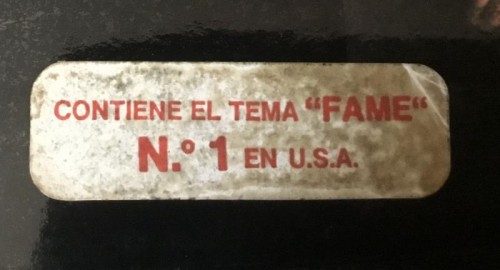 CONTIENE EL TEMA “FAME“
N.º 1 EN U.S.A.